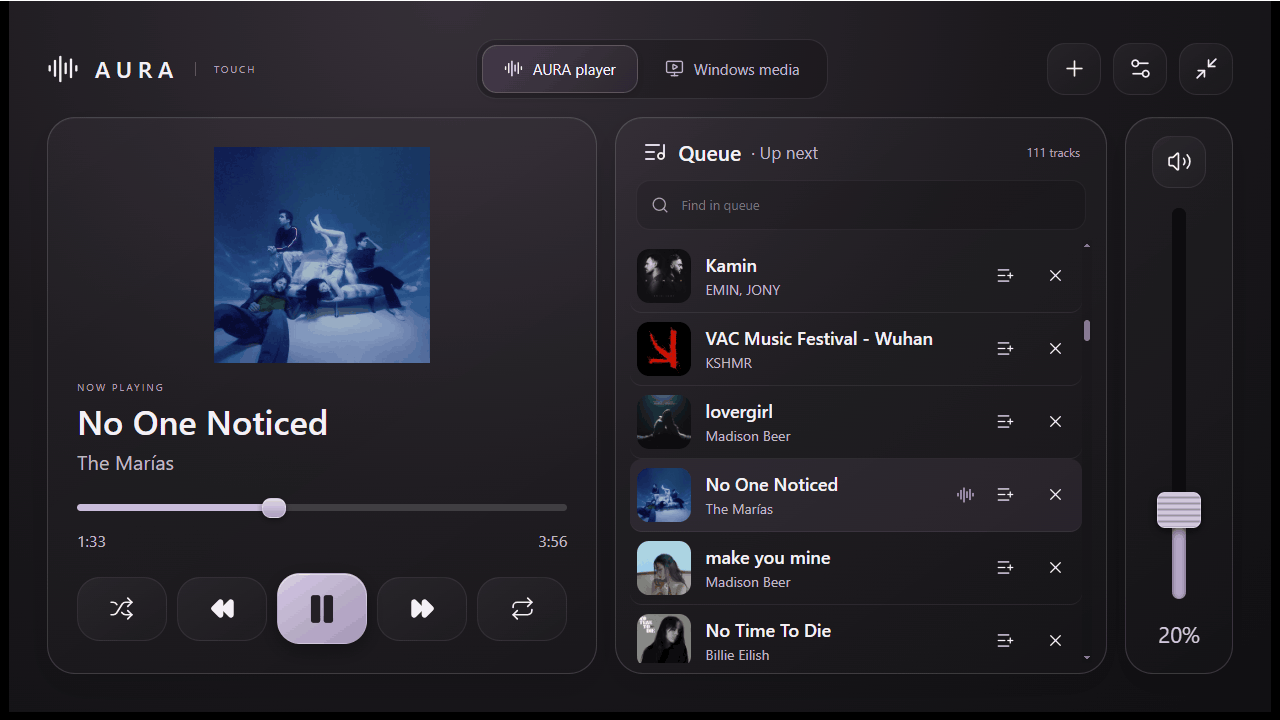 AURA
TOUCH
AURA player
Windows media
NOW PLAYING
No One Noticed
The Marías
1:33
3:56
Queue · Up next
111 tracks
Find in queue
Kamin
EMIN, JONY
VAC Music Festival - Wuhan
KSHMR
lovergirl
Madison Beer
No One Noticed
The Marías
make you mine
Madison Beer
No Time To Die
Billie Eilish
20%